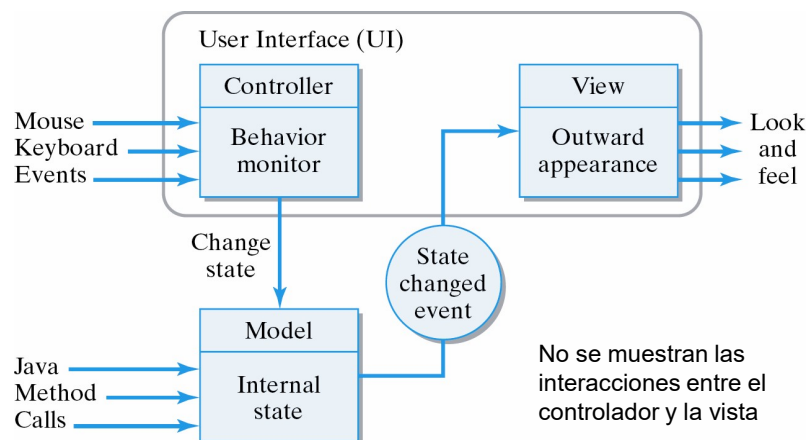 User Interface (UI)
Controller
Behavior
monitor
View
Outward
appearance
Mouse
Keyboard
Events
Look
and
feel
Change
state
State
changed
event
Model
Internal
state
Java
Method
Calls
No se muestran las
interacciones entre el
controlador y la vista